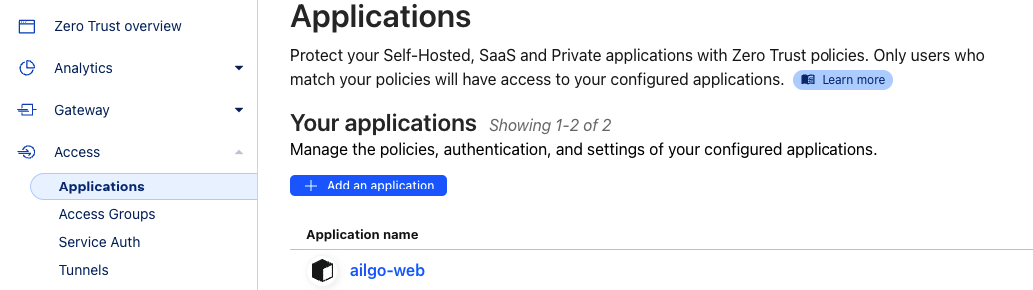 Zero Trust overview
Analytics
Gateway
Access
Applications
Access Groups
Service Auth
Tunnels
Applications
Protect your Self-Hosted, SaaS and Private applications with Zero Trust policies. Only users who
match your policies will have access to your configured applications. Learn more
Your applications Showing 1-2 of 2
Manage the policies, authentication, and settings of your configured applications.
Add an application
Application name
ailgo-web